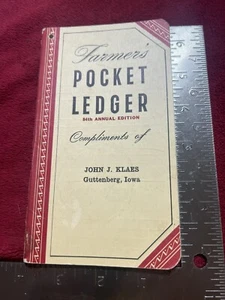 Farmer's
POCKET
LEDGER
84th ANNUAL EDITION
Compliments of
JOHN J. KLAES
Guttenberg, Iowa